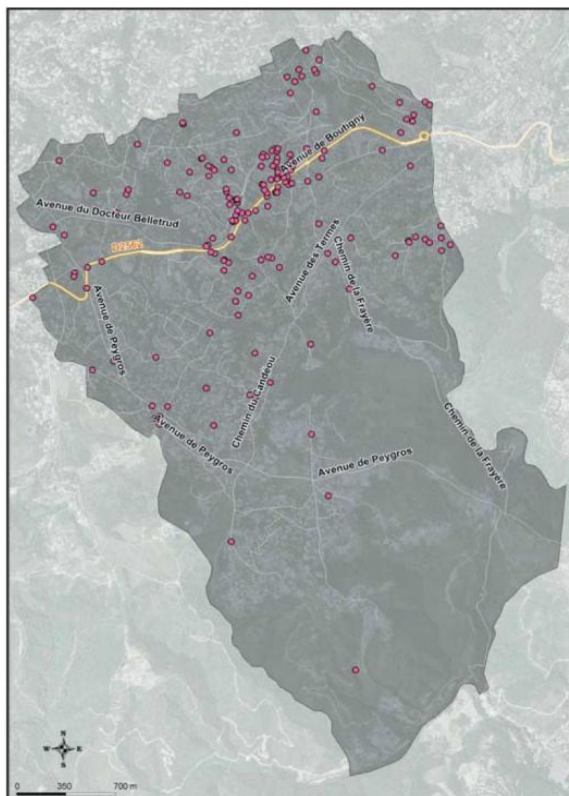 Avenue de Boutigny
Avenue du Docteur Belletrud
D2562
Avenue des Termes
Chemin de la Frayère
Avenue de Peygros
Chemin du Candéou
Chemin de la Frayère
Avenue de Peygros
Avenue de Peygros
N
W E
S
0 350 700 m